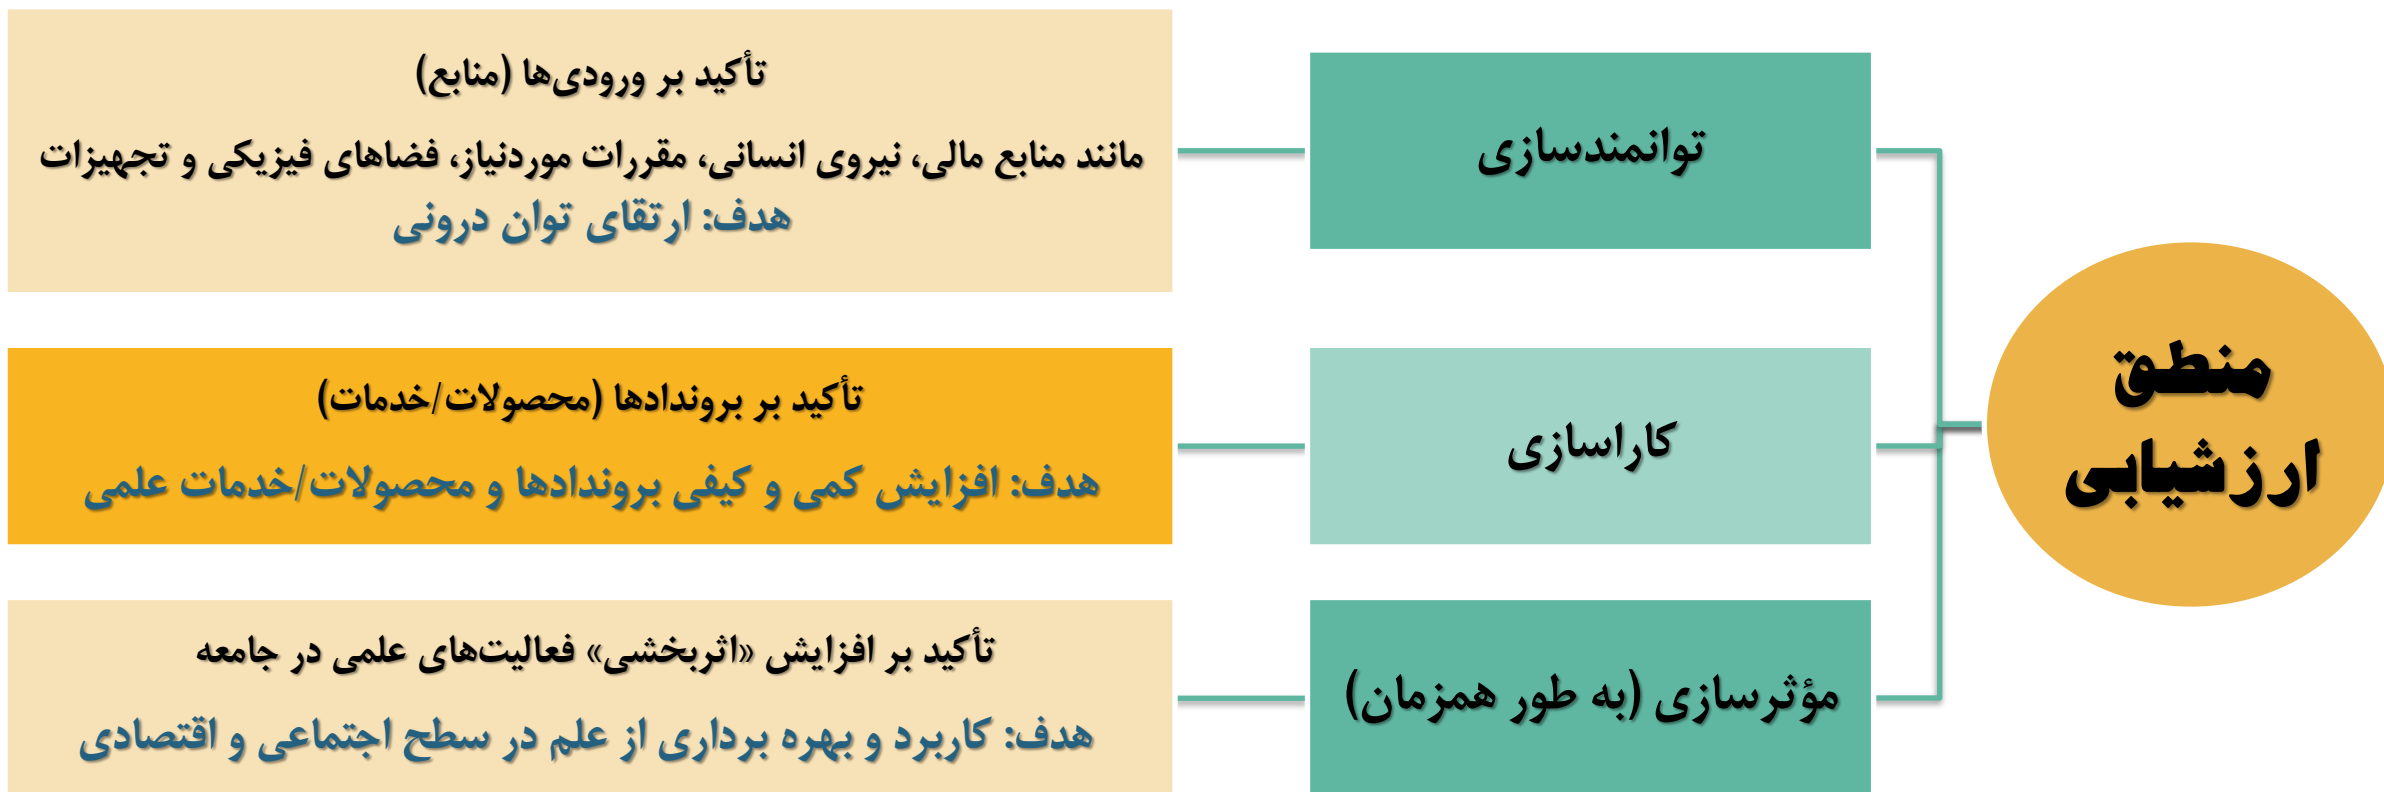 منطق
ارزشیابی
توانمندسازی
تأکید بر ورودی‌ها (منابع)
مانند منابع مالی، نیروی انسانی، مقررات موردنیاز، فضاهای فیزیکی و تجهیزات
هدف: ارتقای توان درونی
کاراسازی
تأکید بر بروندادها (محصولات/خدمات)
هدف: افزایش کمی و کیفی بروندادها و محصولات/خدمات علمی
مؤثرسازی (به طور همزمان)
تأکید بر افزایش «اثربخشی» فعالیت‌های علمی در جامعه
هدف: کاربرد و بهره برداری از علم در سطح اجتماعی و اقتصادی